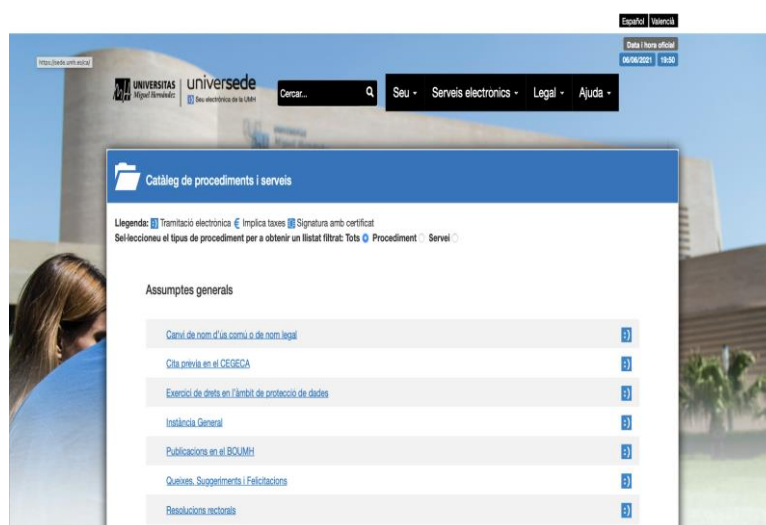 Español Valencià
Data i hora oficial
06/06/2021 19:50
https://sede.umh.es/ca/
UNIVERSITAS Miguel Hernández
universede
Seu electrònica de la UMH
Cercar...
Seu Serveis electrònics Legal Ajuda
UNIVERSITAS
Miguel Hernández
Catàleg de procediments i serveis
Llegenda: :) Tramitació electrònica € Implica taxes Signatura amb certificat
Sel·leccioneu el tipus de procediment per a obtenir un llistat filtrat: Tots Procediment Servei
Assumptes generals
Canvi de nom d'ús comú o de nom legal :)
Cita prèvia en el CEGECA :)
Exercici de drets en l'àmbit de protecció de dades :)
Instància General :)
Publicacions en el BOUMH :)
Queixes, Suggeriments i Felicitacions :)
Resolucions rectorals :)